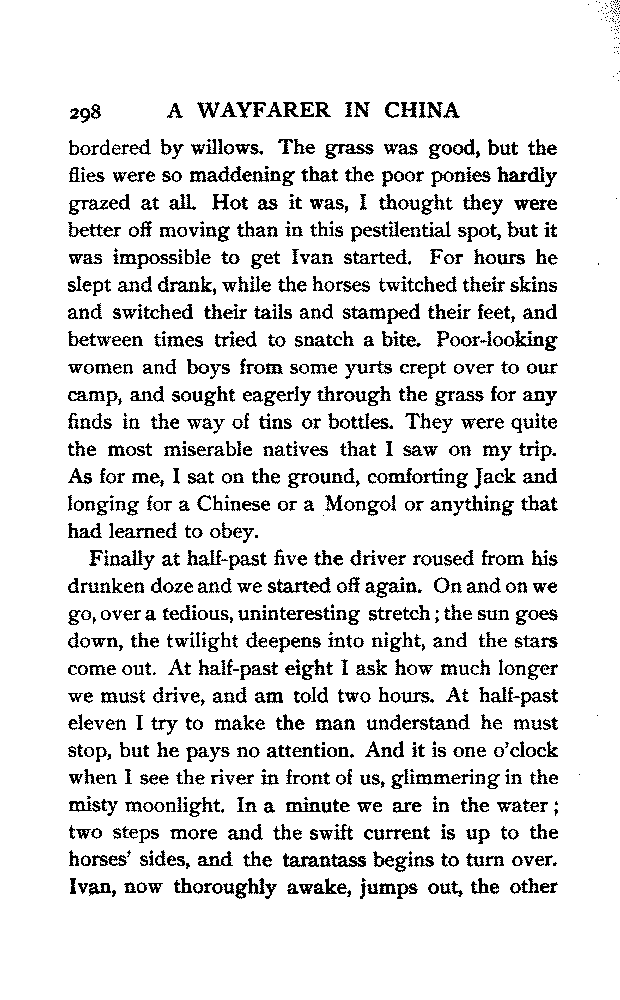 298 A WAYFARER IN CHINA
bordered by willows. The grass was good, but the
flies were so maddening that the poor ponies hardly
grazed at all. Hot as it was, I thought they were
better off moving than in this pestilential spot, but it
was impossible to get Ivan started. For hours he
slept and drank, while the horses twitched their skins
and switched their tails and stamped their feet, and
between times tried to snatch a bite. Poor-looking
women and boys from some yurts crept over to our
camp, and sought eagerly through the grass for any
finds in the way of tins or bottles. They were quite
the most miserable natives that I saw on my trip.
As for me, I sat on the ground, comforting Jack and
longing for a Chinese or a Mongol or anything that
had learned to obey.
Finally at half-past five the driver roused from his
drunken doze and we started off again. On and on we
go, over a tedious, uninteresting stretch; the sun goes
down, the twilight deepens into night, and the stars
come out. At half-past eight I ask how much longer
we must drive, and am told two hours. At half-past
eleven I try to make the man understand he must
stop, but he pays no attention. And it is one o'clock
when I see the river in front of us, glimmering in the
misty moonlight. In a minute we are in the water;
two steps more and the swift current is up to the
horses' sides, and the tarantass begins to turn over.
Ivan, now thoroughly awake, jumps out, the other